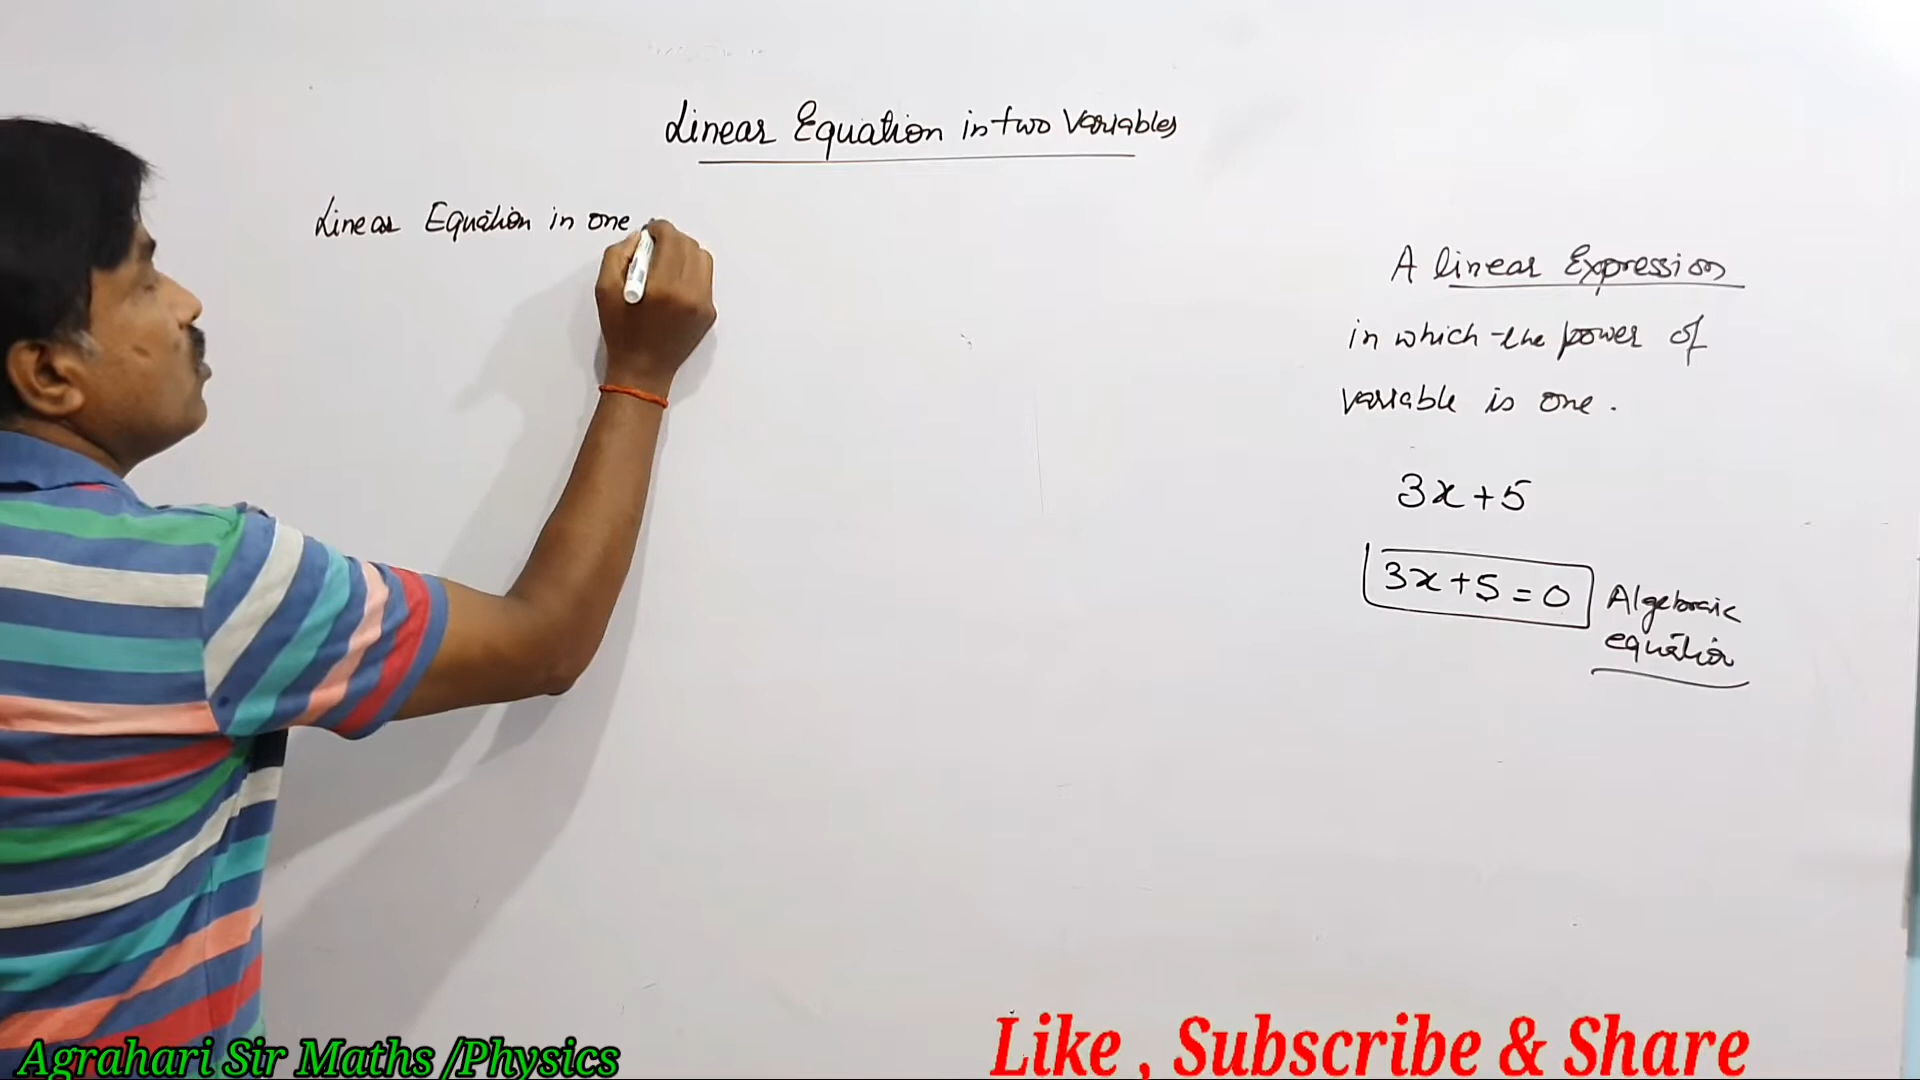 Linear Equation in two Variables
Linear Equation in one
A linear Expression
in which the power of
variable is one.
3x+5
3x+5=0
Algebraic
equation
Agrahari Sir Maths /Physics
Like , Subscribe & Share